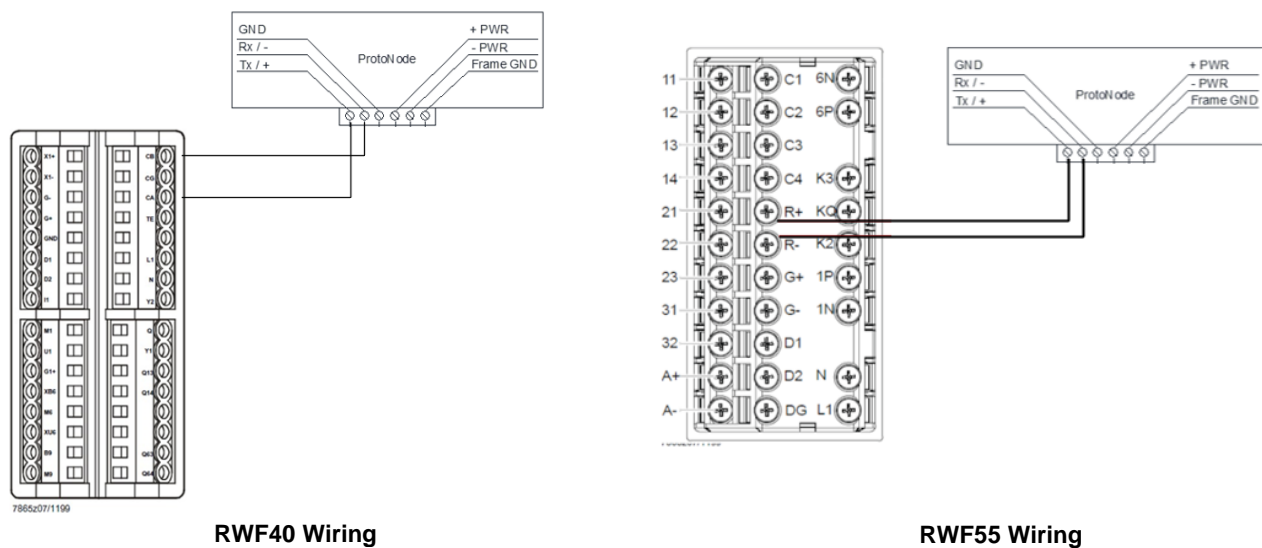 GND
Rx / -
Tx / +
ProtoNode
+ PWR
- PWR
Frame GND
X1+
X1-
G-
G+
GND
D1
D2
I1
CB
CG
CA
TE
L1
N
Y2
M1
U1
G1+
XB6
M6
XU6
B9
M9
Q
Y1
Q13
Q14
Q63
Q64
7865z07/1199
RWF40 Wiring
GND
Rx / -
Tx / +
ProtoNode
+ PWR
- PWR
Frame GND
11 C1 6N
12 C2 6P
13 C3
14 C4 K3
21 R+ KQ
22 R- K2
23 G+ 1P
31 G- 1N
32 D1
A+ D2 N
A- DG L1
RWF55 Wiring